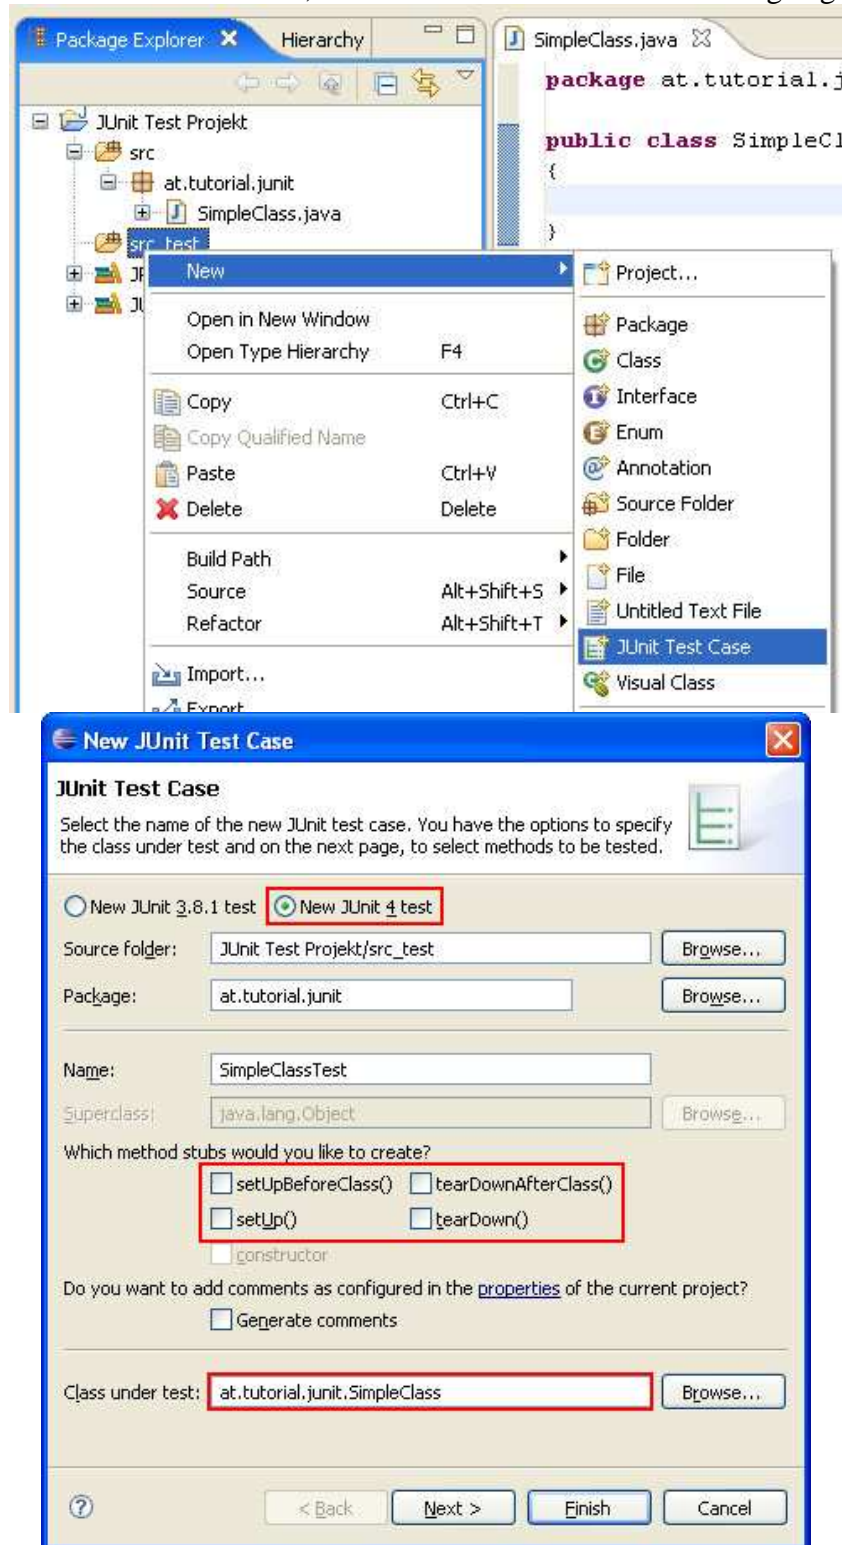 Package Explorer Hierarchy
SimpleClass.java
package at.tutorial.j
JUnit Test Projekt
src
public class SimpleCl
{
at.tutorial.junit
SimpleClass.java
}
src_test
New
Open in New Window
Open Type Hierarchy F4
Copy Ctrl+C
Copy Qualified Name
Paste Ctrl+V
Delete Delete
Build Path
Source Alt+Shift+S
Refactor Alt+Shift+T
Import...
Export
Project...
Package
Class
Interface
Enum
Annotation
Source Folder
Folder
File
Untitled Text File
JUnit Test Case
Visual Class
New JUnit Test Case
JUnit Test Case
Select the name of the new JUnit test case. You have the options to specify
the class under test and on the next page, to select methods to be tested.
New JUnit 3.8.1 test New JUnit 4 test
Source folder: JUnit Test Projekt/src_test Browse...
Package: at.tutorial.junit Browse...
Name: SimpleClassTest
Superclass: java.lang.Object Browse...
Which method stubs would you like to create?
setUpBeforeClass() tearDownAfterClass()
setUp() tearDown()
constructor
Do you want to add comments as configured in the properties of the current project?
Generate comments
Class under test: at.tutorial.junit.SimpleClass Browse...
? < Back Next > Finish Cancel